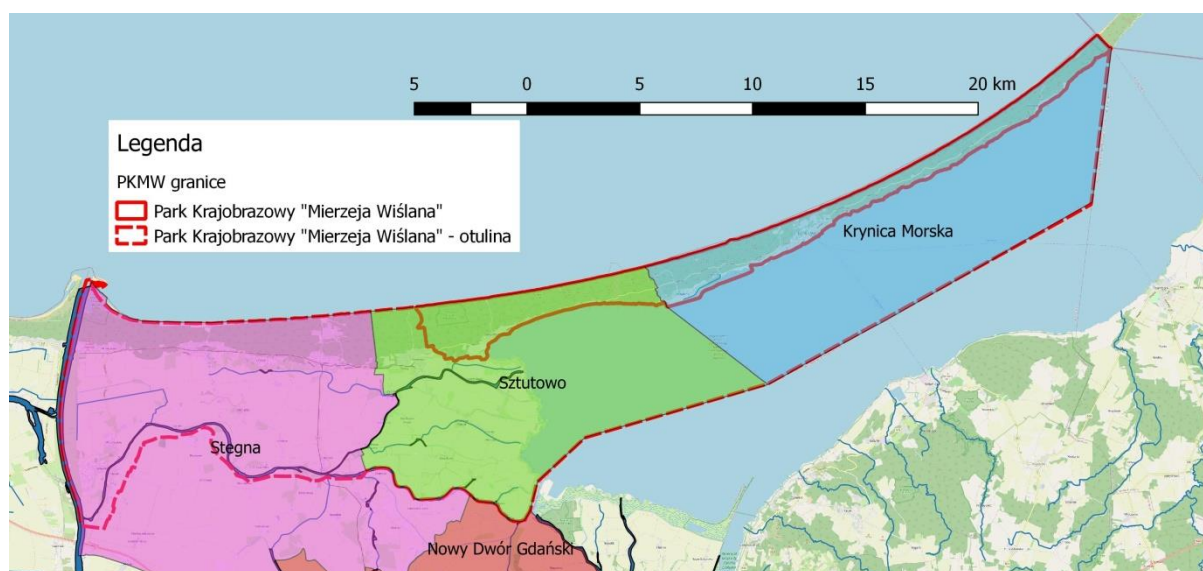 5 0 5 10 15 20 km
Legenda
PKMW granice
Park Krajobrazowy "Mierzeja Wiślana"
Park Krajobrazowy "Mierzeja Wiślana" - otulina
Krynica Morska
Sztutowo
Stegna
Nowy Dwór Gdański